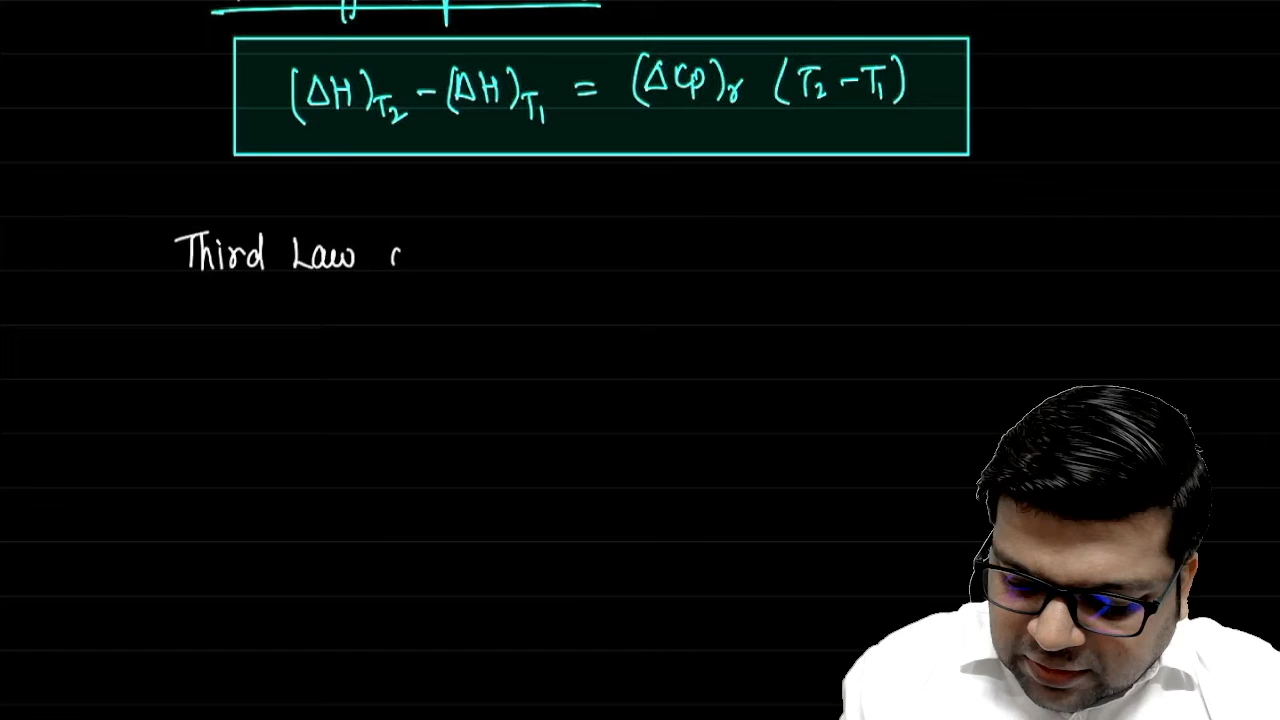 (ΔH)T₂ - (ΔH)T₁ = (ΔCp)r (T₂ - T₁)
Third Law